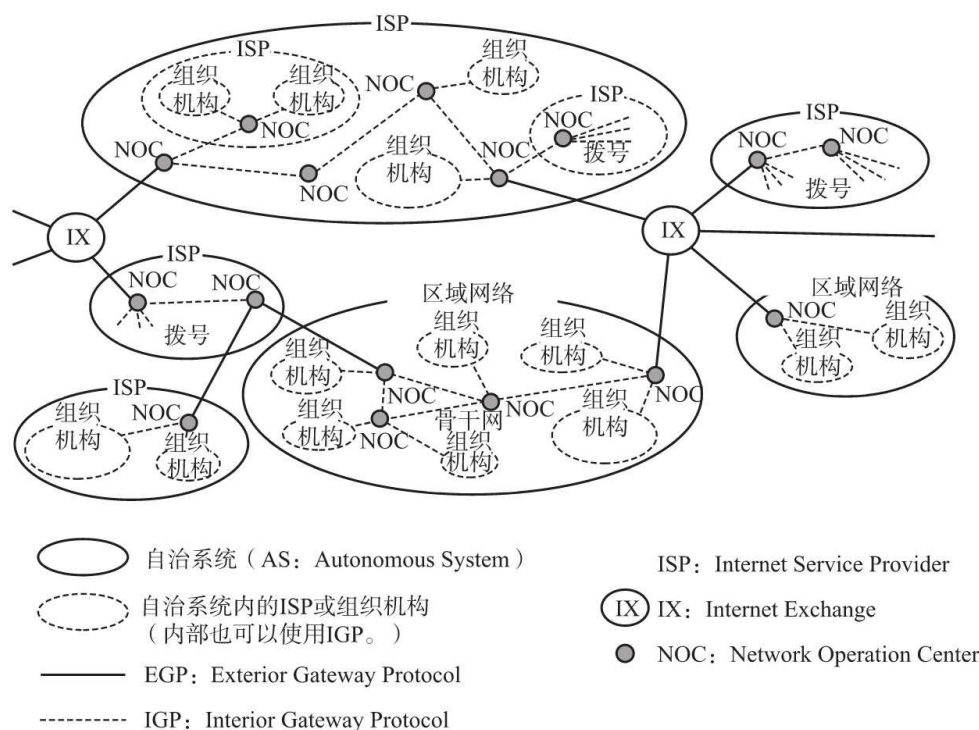 ISP
ISP
组织
机构
组织
机构
NOC
NOC
NOC
组织
机构
NOC
组织
机构
ISP
NOC
拨号
NOC
ISP
NOC
NOC
拨号
IX
IX
ISP
NOC
NOC
拨号
ISP
NOC
组织
机构
组织
机构
区域网络
组织
机构
组织
机构
组织
机构
NOC
组织
机构
NOC
骨干网
NOC
组织
机构
组织
机构
NOC
区域网络
NOC
组织
机构
组织
机构
自治系统（AS：Autonomous System）
自治系统内的ISP或组织机构
（内部也可以使用IGP。）
EGP：Exterior Gateway Protocol
IGP：Interior Gateway Protocol
ISP：Internet Service Provider
IX IX：Internet Exchange
NOC：Network Operation Center